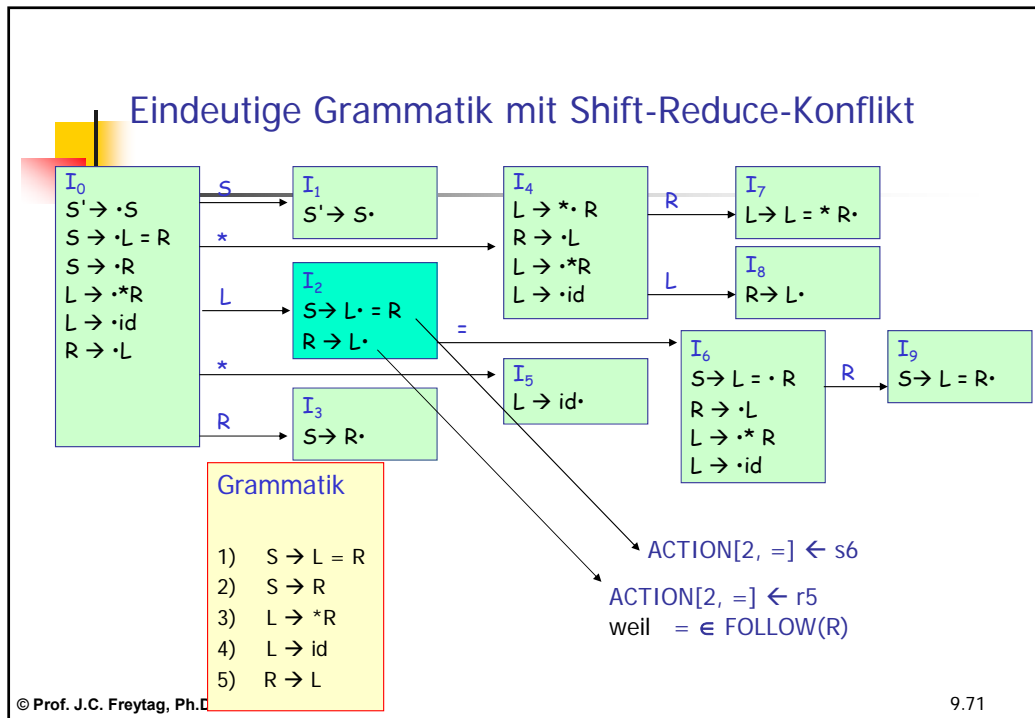 Eindeutige Grammatik mit Shift-Reduce-Konflikt
I0
S' → ·S
S → ·L = R
S → ·R
L → ·*R
L → ·id
R → ·L
S
*
L
*
R
I1
S' → S·
I2
S → L· = R
R → L·
I3
S → R·
=
I4
L → *· R
R → ·L
L → ·*R
L → ·id
I5
L → id·
R
L
I7
L → L = * R·
I8
R → L·
I6
S → L = · R
R → ·L
L → ·* R
L → ·id
R
I9
S → L = R·
Grammatik
1) S → L = R
2) S → R
3) L → *R
4) L → id
5) R → L
ACTION[2, =] ← s6
ACTION[2, =] ← r5
weil = ∈ FOLLOW(R)
© Prof. J.C. Freytag, Ph.D
9.71